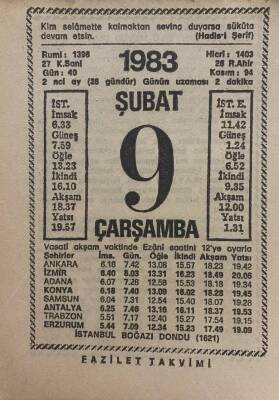 Kim selâmette kalmaktan sevinç duyarsa sükûta
devam etsin. (Hadis-i Şerif)
Rumi : 1398 1983 Hicri : 1403
27 K.Sani 26 R.Ahir
Gün : 40 Kasım : 94
2 nci ay (28 gündür) Günün uzaması 2 dakika
ŞUBAT
9
ÇARŞAMBA
İST.
İmsak
6.33
Güneş
7.59
Öğle
13.23
İkindi
16.10
Akşam
18.37
Yatsı
19.57
İST. E.
İmsak
11.42
Güneş
1.24
Öğle
6.52
İkindi
9.35
Akşam
12.00
Yatsı
1.31
Vasati akşam vaktinde Ezâni saatini 12'ye ayarla
Şehirler İms. Gün. Öğle İkindi Akşam Yatsı
ANKARA 6.18 7.42 13.06 15.57 18.23 19.42
İZMİR 6.40 8.03 13.31 16.23 18.49 20.06
ADANA 6.07 7.28 12.58 15.53 18.19 19.34
KONYA 6.18 7.40 13.09 16.02 18.28 19.45
SAMSUN 6.04 7.31 12.54 15.40 18.07 19.28
ANTALYA 6.25 7.46 13.16 16.11 18.37 19.53
TRABZON 5.51 7.17 12.40 15.27 17.54 19.15
ERZURUM 5.44 7.09 12.34 15.23 17.49 19.09
İSTANBUL BOĞAZI DONDU (1621)
FAZİLET TAKVİMİ